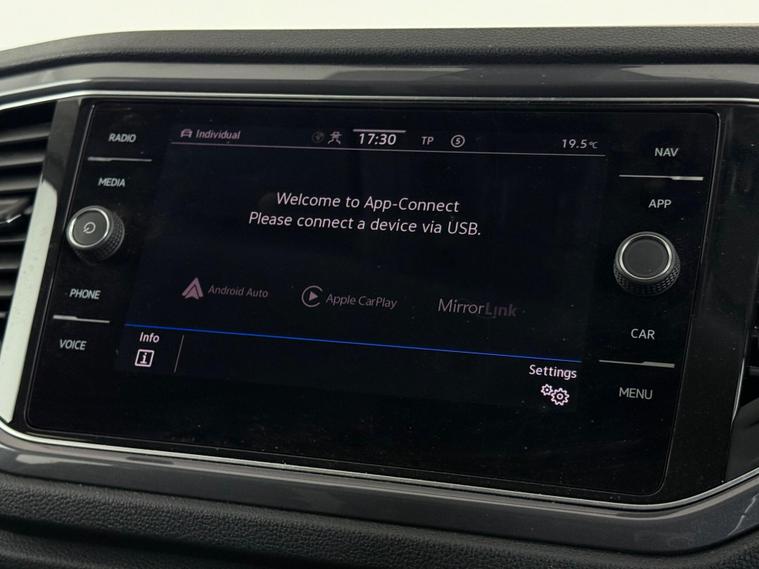 RADIO
MEDIA
PHONE
VOICE
Individual
17:30
TP
5
19.5°C
Welcome to App-Connect
Please connect a device via USB.
Android Auto
Apple CarPlay
MirrorLink
Info
i
Settings
NAV
APP
CAR
MENU